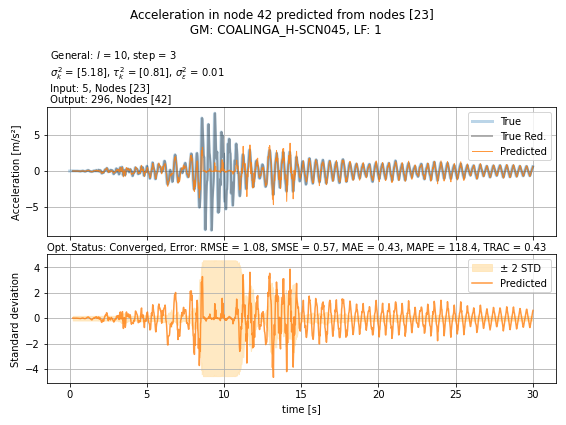 Acceleration in node 42 predicted from nodes [23]
GM: COALINGA_H-SCN045, LF: 1
General: l = 10, step = 3
σ²ₖ = [5.18], τ²ₖ = [0.81], σ²ε = 0.01
Input: 5, Nodes [23]
Output: 296, Nodes [42]
Acceleration [m/s²]
5
0
−5
True
True Red.
Predicted
Opt. Status: Converged, Error: RMSE = 1.08, SMSE = 0.57, MAE = 0.43, MAPE = 118.4, TRAC = 0.43
Standard deviation
4
2
0
−2
−4
± 2 STD
Predicted
0 5 10 15 20 25 30
time [s]